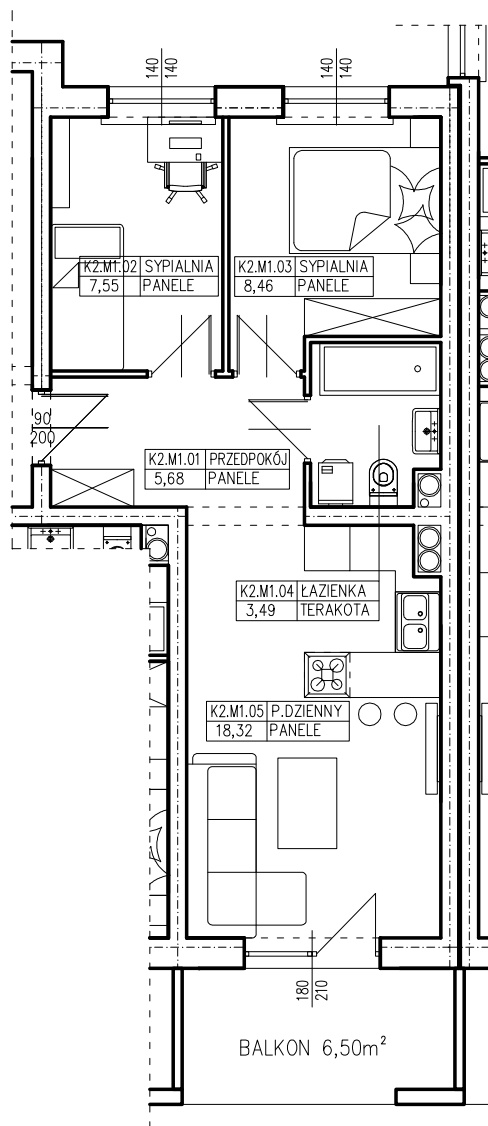 140 140
140 140
K2.M1.02 SYPIALNIA
7,55 PANELE
K2.M1.03 SYPIALNIA
8,46 PANELE
90
200
K2.M1.01 PRZEDPOKÓJ
5,68 PANELE
K2.M1.04 ŁAZIENKA
3,49 TERAKOTA
K2.M1.05 P.DZIENNY
18,32 PANELE
180 210
BALKON 6,50m²